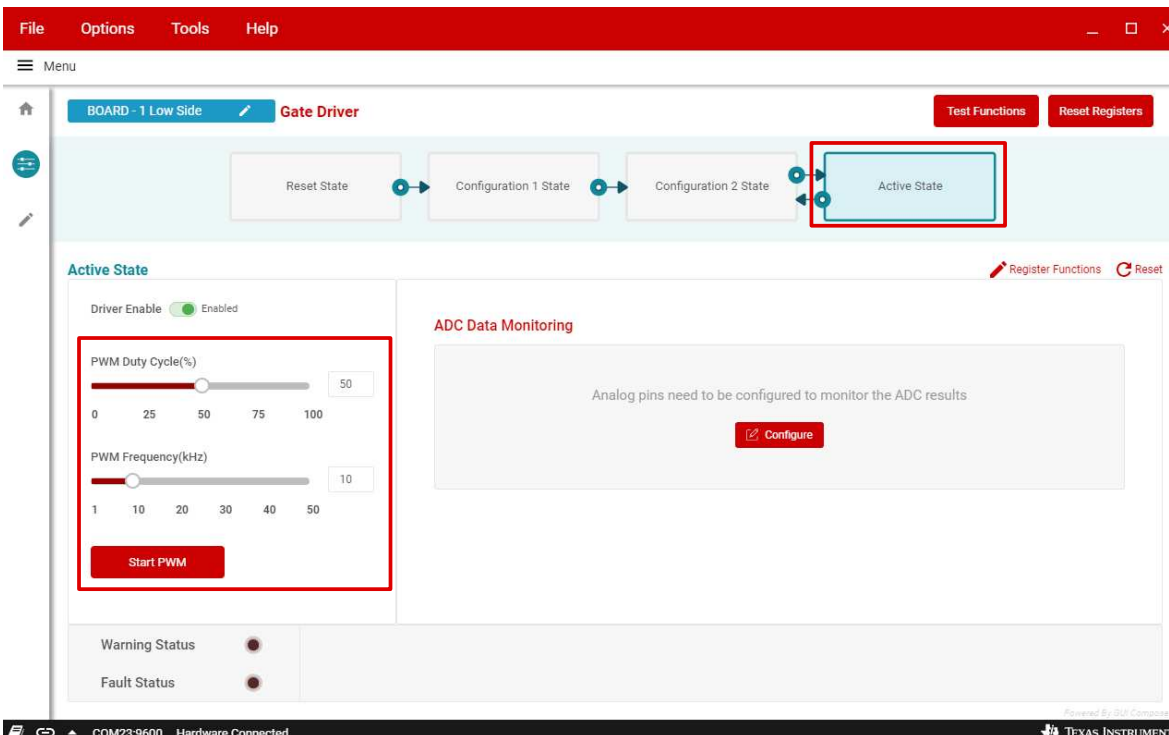 File Options Tools Help
Menu
BOARD - 1 Low Side Gate Driver Test Functions Reset Registers
Reset State Configuration 1 State Configuration 2 State Active State
Active State Register Functions Reset
Driver Enable Enabled
PWM Duty Cycle(%)
50
0 25 50 75 100
PWM Frequency(kHz)
10
1 10 20 30 40 50
Start PWM
ADC Data Monitoring
Analog pins need to be configured to monitor the ADC results
Configure
Warning Status
Fault Status
Powered By GUI Compose
COM23:9600 Hardware Connected TEXAS INSTRUMENT